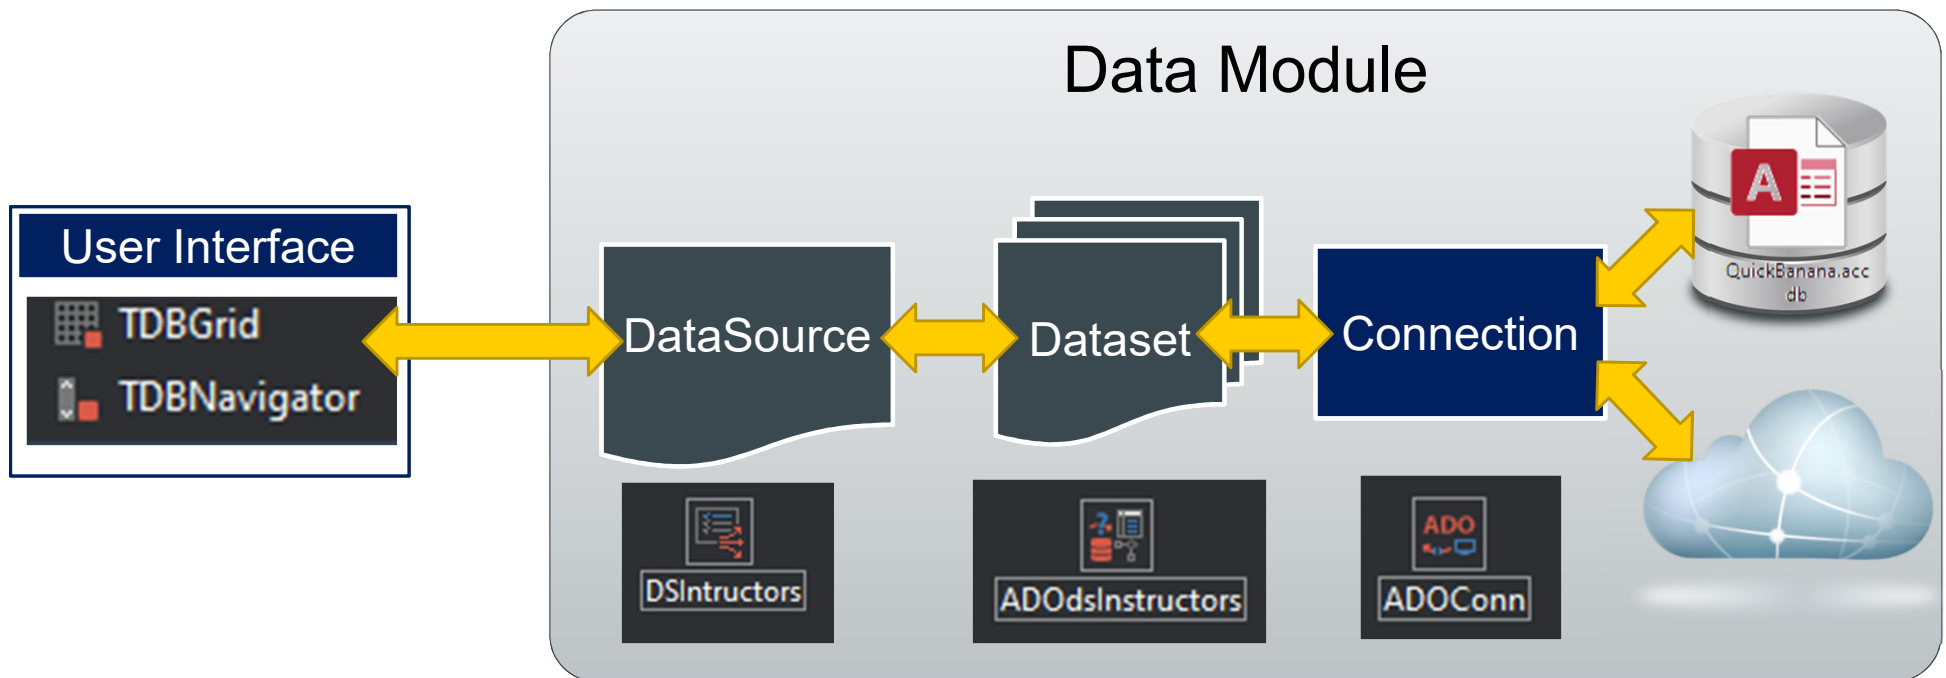 Data Module
User Interface
TDBGrid
TDBNavigator
DataSource
Dataset
Connection
A
QuickBanana.acc
db
DSIntructors
?
ADOdsInstructors
ADO
ADOConn